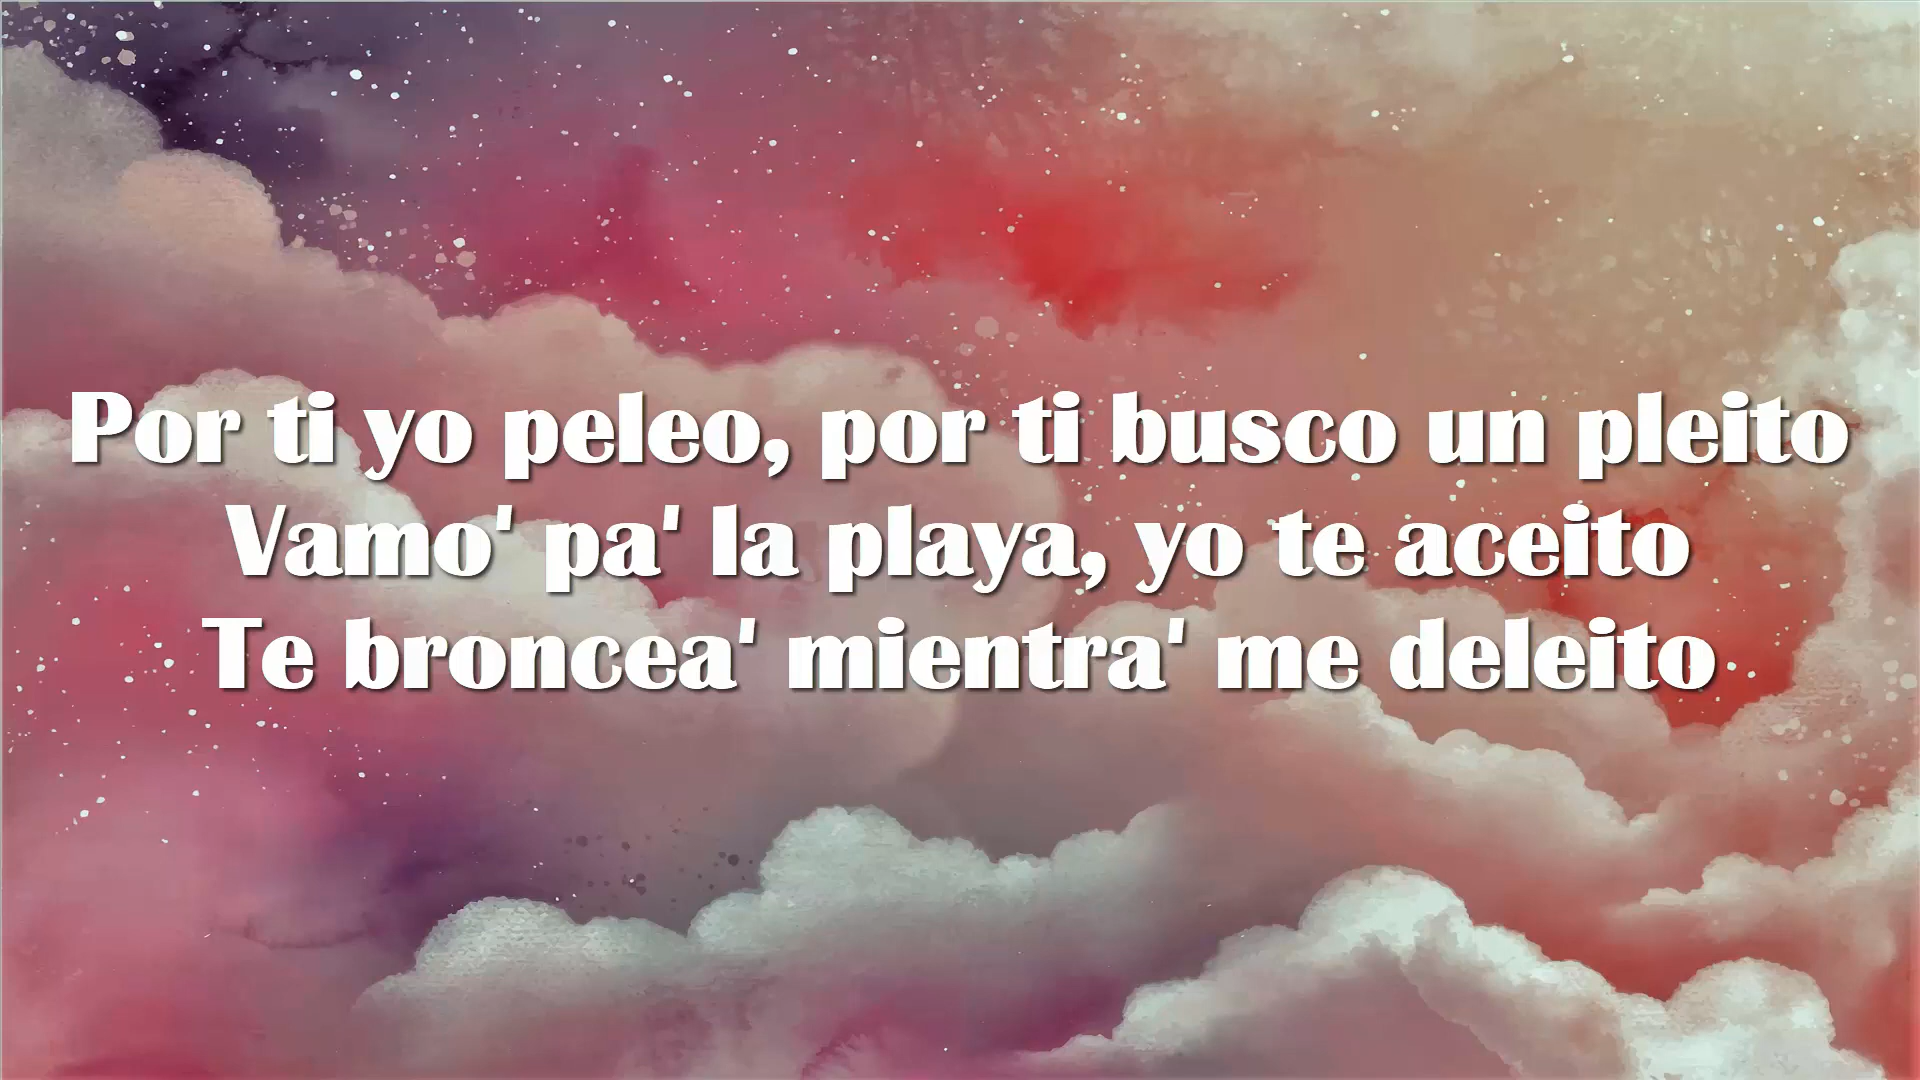 Por ti yo peleo, por ti busco un pleito
Vamo' pa' la playa, yo te aceito
Te broncea' mientra' me deleito